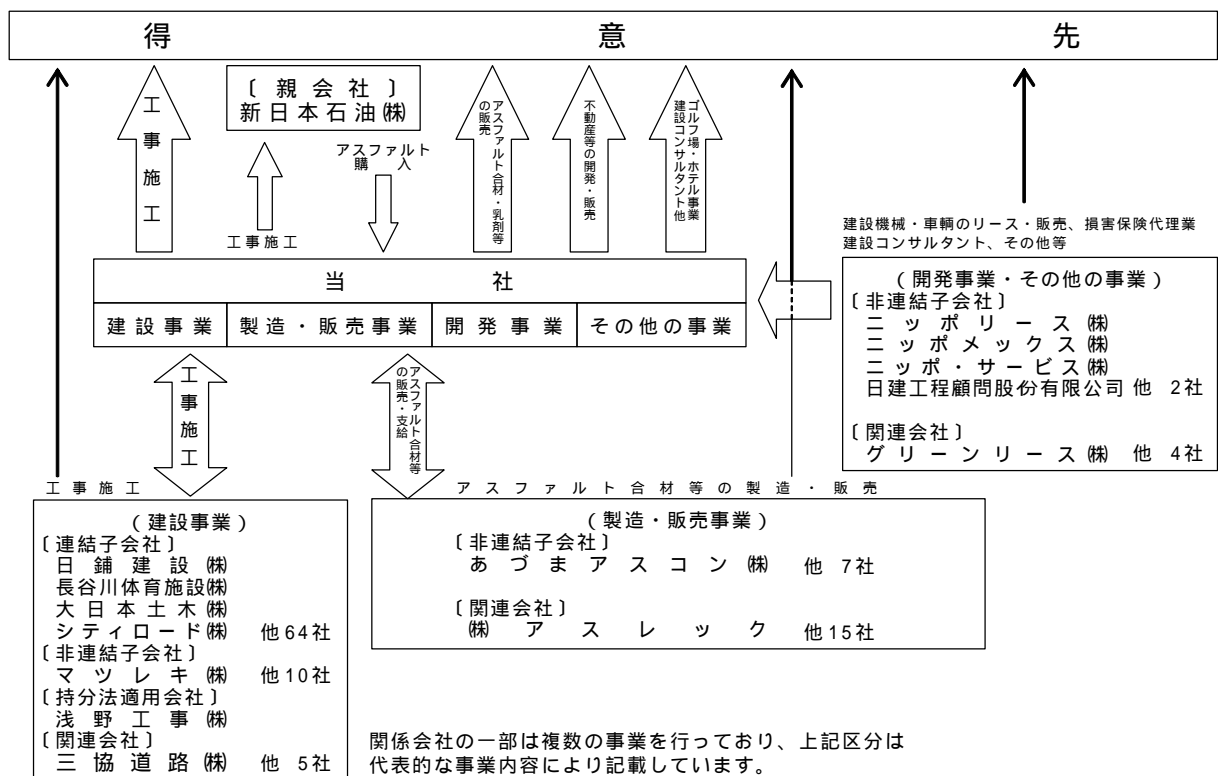 得意先
〔親会社〕
新日本石油㈱
工事施工
アスファルト合材・乳剤等
の販売
不動産等の開発・販売
ゴルフ場・ホテル事業
建設コンサルタント他
アスファルト
購入
工事施工
建設機械・車輌のリース・販売、損害保険代理業
建設コンサルタント、その他等
当社
建設事業
製造・販売事業
開発事業
その他の事業
(開発事業・その他の事業)
〔非連結子会社〕
ニッポリース㈱
ニッポメックス㈱
ニッポ・サービス㈱
日建工程顧問股份有限公司 他 2社
〔関連会社〕
グリーンリース㈱ 他 4社
工事施工
アスファルト合材等
の販売・支給
工事施工
アスファルト合材等の製造・販売
(建設事業)
〔連結子会社〕
日鋪建設㈱
長谷川体育施設㈱
大日本土木㈱
シティロード㈱ 他64社
〔非連結子会社〕
マツレキ㈱ 他10社
〔持分法適用会社〕
浅野工事㈱
〔関連会社〕
三協道路㈱ 他 5社
(製造・販売事業)
〔非連結子会社〕
あづまアスコン㈱ 他 7社
〔関連会社〕
㈱アスレック 他15社
関係会社の一部は複数の事業を行っており、上記区分は
代表的な事業内容により記載しています。